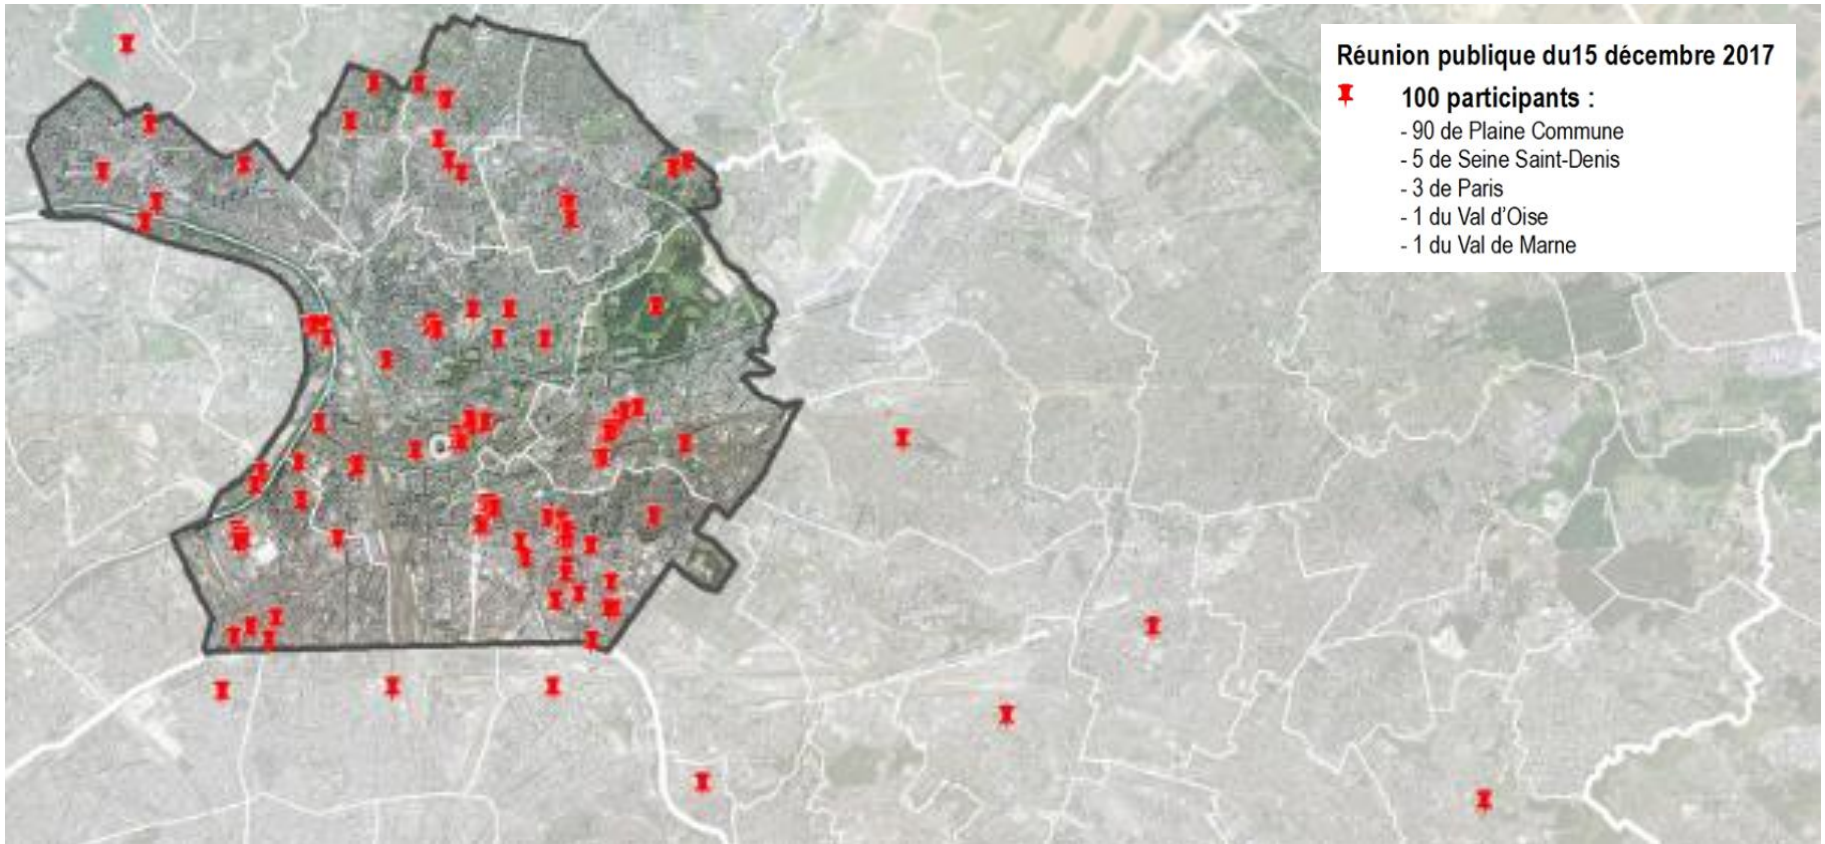 Réunion publique du15 décembre 2017
100 participants :
- 90 de Plaine Commune
- 5 de Seine Saint-Denis
- 3 de Paris
- 1 du Val d'Oise
- 1 du Val de Marne